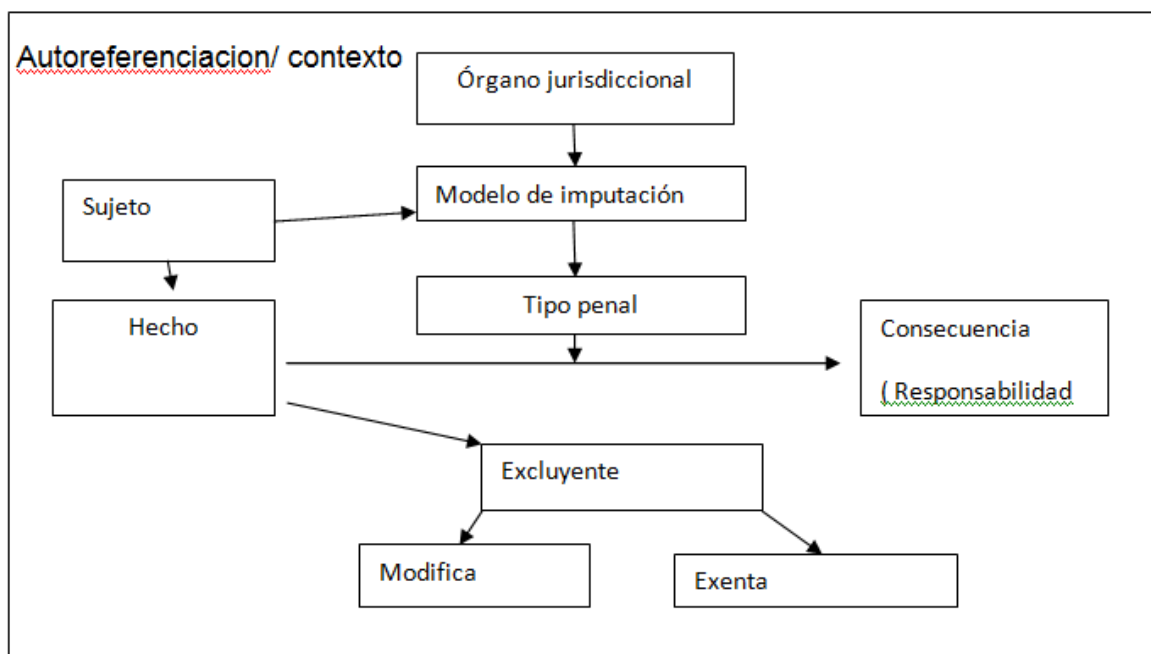 Autoreferenciacion/ contexto
Órgano jurisdiccional
Modelo de imputación
Sujeto
Tipo penal
Hecho
Consecuencia
( Responsabilidad
Excluyente
Modifica
Exenta